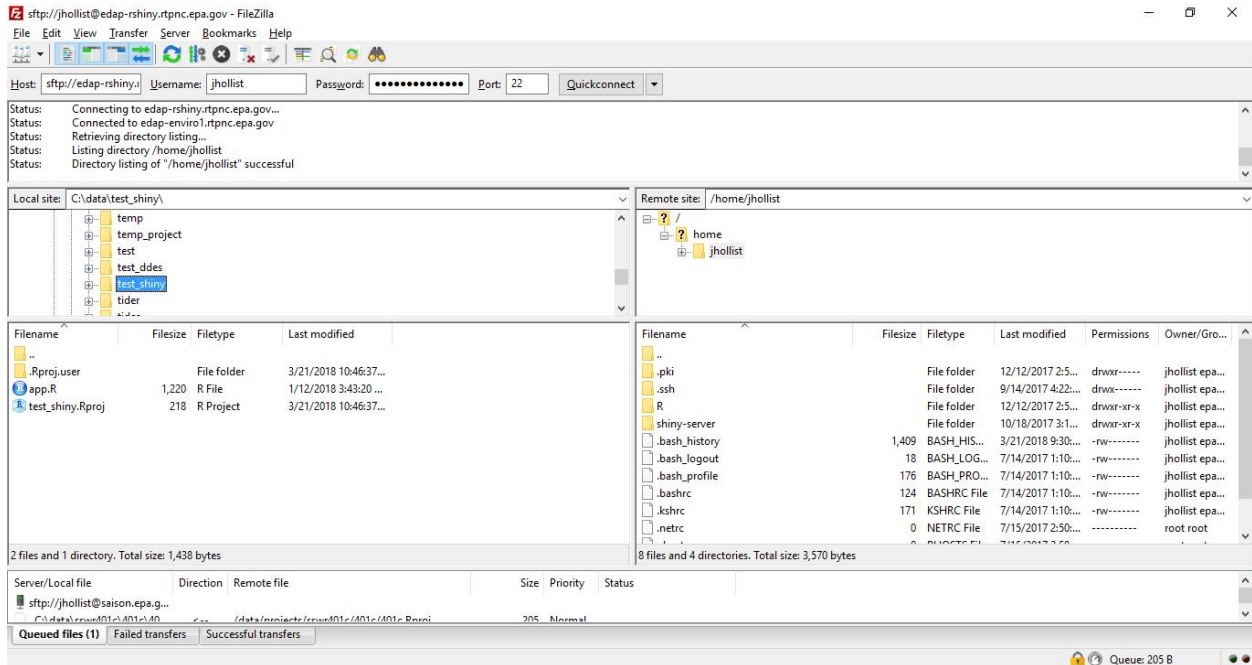 sftp://jhollist@edap-rshiny.rtpnc.epa.gov - FileZilla
File Edit View Transfer Server Bookmarks Help
Host: sftp://edap-rshiny. Username: jhollist Password: •••••••••••••• Port: 22 Quickconnect
Status: Connecting to edap-rshiny.rtpnc.epa.gov...
Status: Connected to edap-enviro1.rtpnc.epa.gov
Status: Retrieving directory listing...
Status: Listing directory /home/jhollist
Status: Directory listing of "/home/jhollist" successful
Local site: C:\data\test_shiny\
temp
temp_project
test
test_ddes
test_shiny
tider
Remote site: /home/jhollist
/
home
jhollist
Filename Filesize Filetype Last modified
..
.Rproj.user File folder 3/21/2018 10:46:37...
app.R 1,220 R File 1/12/2018 3:43:20 ...
test_shiny.Rproj 218 R Project 3/21/2018 10:46:37...
2 files and 1 directory. Total size: 1,438 bytes
Filename Filesize Filetype Last modified Permissions Owner/Gro...
..
.pki File folder 12/12/2017 2:5... drwxr----- jhollist epa...
.ssh File folder 9/14/2017 4:22:... drwx------ jhollist epa...
R File folder 12/12/2017 2:5... drwxr-xr-x jhollist epa...
shiny-server File folder 10/18/2017 3:1... drwxr-xr-x jhollist epa...
.bash_history 1,409 BASH_HIS... 3/21/2018 9:30:... -rw------- jhollist epa...
.bash_logout 18 BASH_LOG... 7/14/2017 1:10:... -rw------- jhollist epa...
.bash_profile 176 BASH_PRO... 7/14/2017 1:10:... -rw------- jhollist epa...
.bashrc 124 BASHRC File 7/14/2017 1:10:... -rw------- jhollist epa...
.kshrc 171 KSHRC File 7/14/2017 1:10:... -rw------- jhollist epa...
.netrc 0 NETRC File 7/15/2017 2:50:... ---------- root root
8 files and 4 directories. Total size: 3,570 bytes
Server/Local file Direction Remote file Size Priority Status
sftp://jhollist@saison.epa.g...
<-- 205 Normal
Queued files (1) Failed transfers Successful transfers
Queue: 205 B